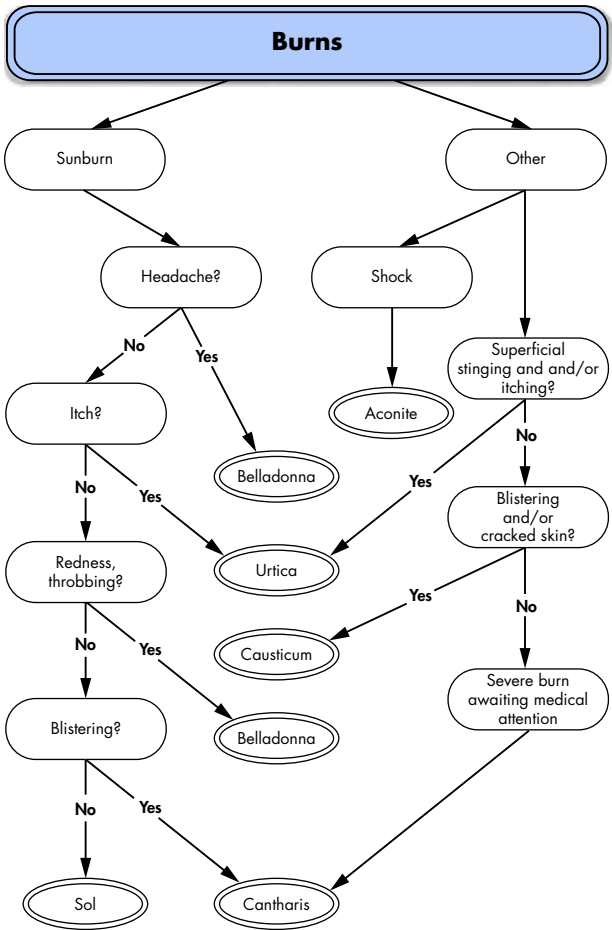 Burns
Sunburn
Other
Headache?
Shock
No
Yes
Superficial
stinging and and/or
itching?
Itch?
Aconite
No
Belladonna
Yes
No
Yes
Blistering
and/or
cracked skin?
Redness,
throbbing?
Urtica
Yes
No
No
Yes
Causticum
Severe burn
awaiting medical
attention
Blistering?
Belladonna
No
Yes
Sol
Cantharis